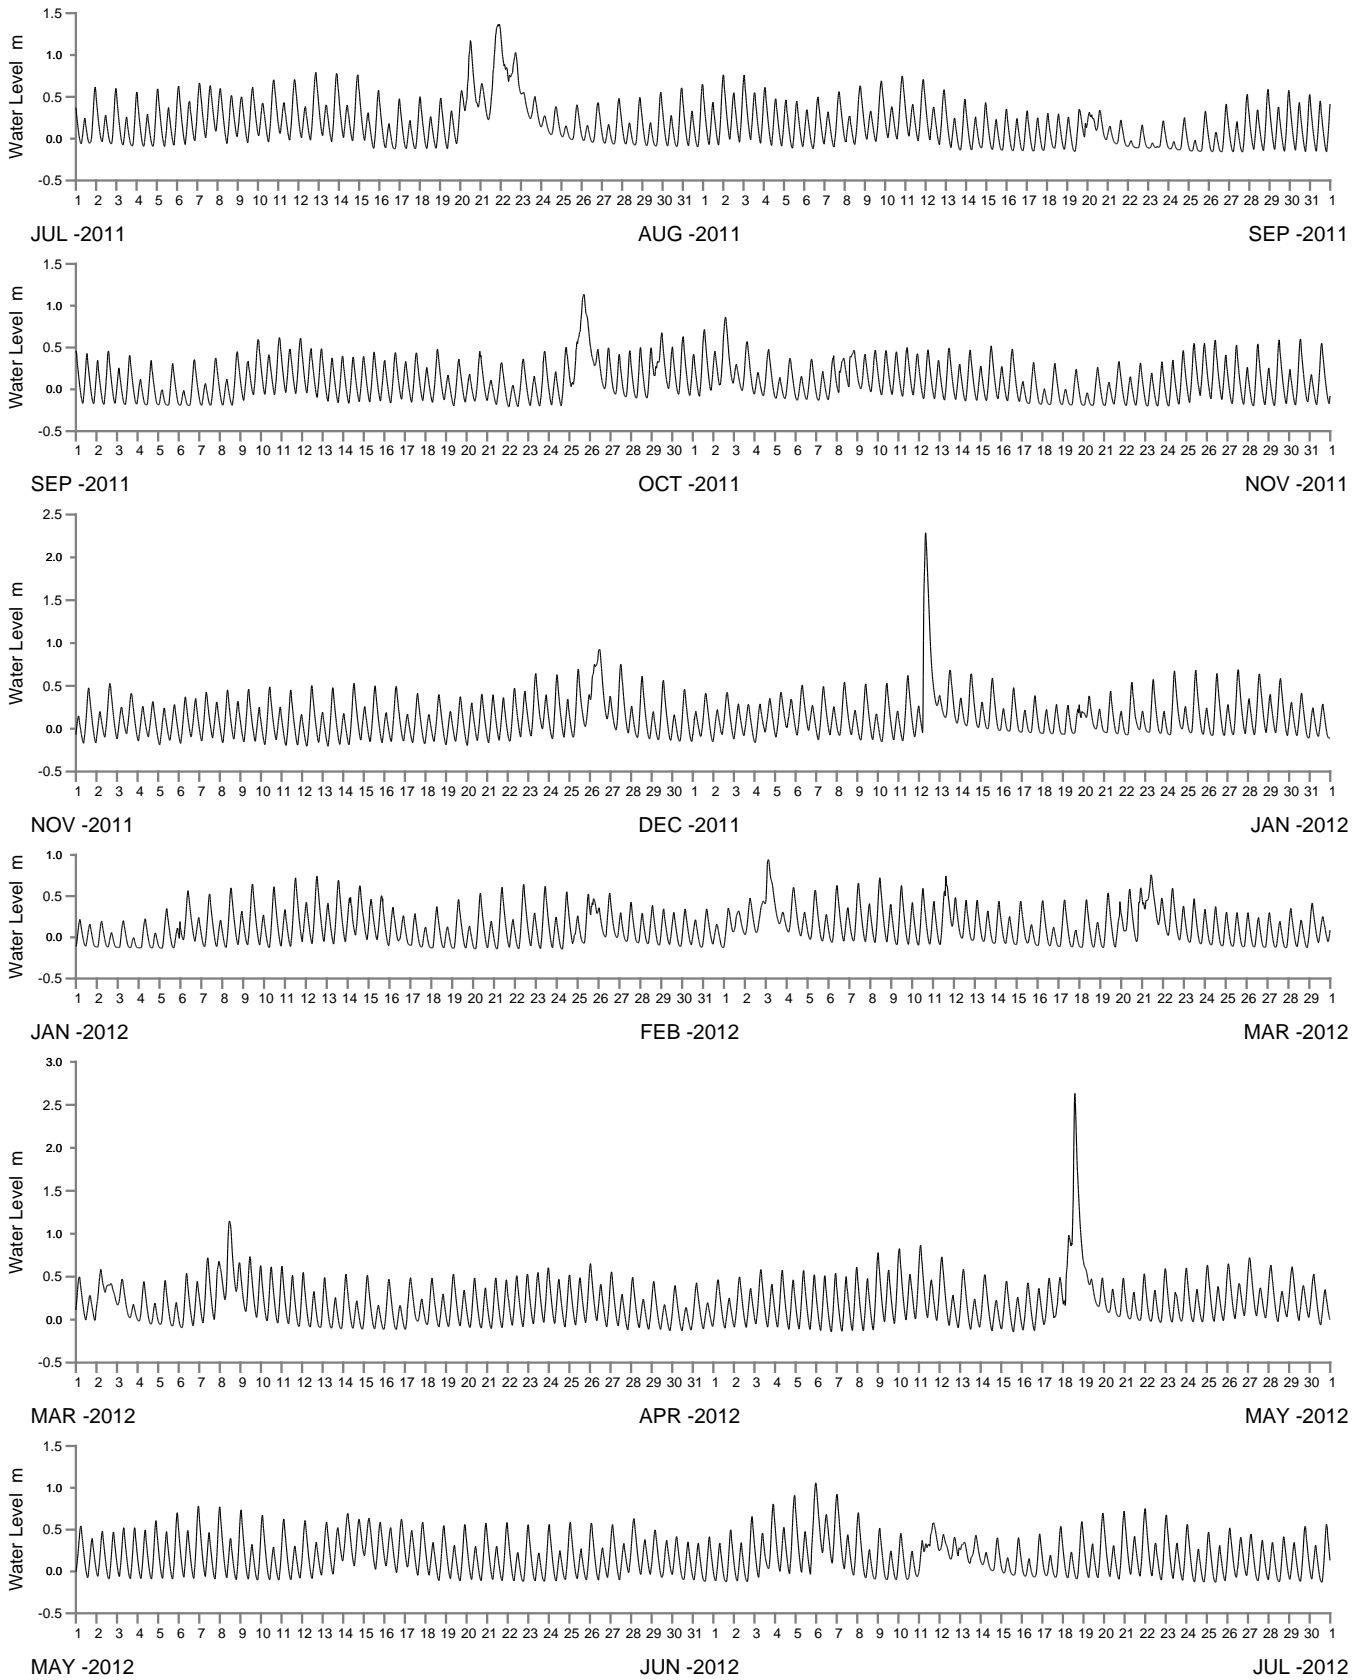 1.5
1.0
0.5
0.0
-0.5
Water Level m
1 2 3 4 5 6 7 8 9 10 11 12 13 14 15 16 17 18 19 20 21 22 23 24 25 26 27 28 29 30 31 1 2 3 4 5 6 7 8 9 10 11 12 13 14 15 16 17 18 19 20 21 22 23 24 25 26 27 28 29 30 31 1
JUL -2011 AUG -2011 SEP -2011
1.5
1.0
0.5
0.0
-0.5
Water Level m
1 2 3 4 5 6 7 8 9 10 11 12 13 14 15 16 17 18 19 20 21 22 23 24 25 26 27 28 29 30 1 2 3 4 5 6 7 8 9 10 11 12 13 14 15 16 17 18 19 20 21 22 23 24 25 26 27 28 29 30 31 1
SEP -2011 OCT -2011 NOV -2011
2.5
2.0
1.5
1.0
0.5
0.0
-0.5
Water Level m
1 2 3 4 5 6 7 8 9 10 11 12 13 14 15 16 17 18 19 20 21 22 23 24 25 26 27 28 29 30 1 2 3 4 5 6 7 8 9 10 11 12 13 14 15 16 17 18 19 20 21 22 23 24 25 26 27 28 29 30 31 1
NOV -2011 DEC -2011 JAN -2012
1.0
0.5
0.0
-0.5
Water Level m
1 2 3 4 5 6 7 8 9 10 11 12 13 14 15 16 17 18 19 20 21 22 23 24 25 26 27 28 29 30 31 1 2 3 4 5 6 7 8 9 10 11 12 13 14 15 16 17 18 19 20 21 22 23 24 25 26 27 28 29 1
JAN -2012 FEB -2012 MAR -2012
3.0
2.5
2.0
1.5
1.0
0.5
0.0
-0.5
Water Level m
1 2 3 4 5 6 7 8 9 10 11 12 13 14 15 16 17 18 19 20 21 22 23 24 25 26 27 28 29 30 31 1 2 3 4 5 6 7 8 9 10 11 12 13 14 15 16 17 18 19 20 21 22 23 24 25 26 27 28 29 30 1
MAR -2012 APR -2012 MAY -2012
1.5
1.0
0.5
0.0
-0.5
Water Level m
1 2 3 4 5 6 7 8 9 10 11 12 13 14 15 16 17 18 19 20 21 22 23 24 25 26 27 28 29 30 31 1 2 3 4 5 6 7 8 9 10 11 12 13 14 15 16 17 18 19 20 21 22 23 24 25 26 27 28 29 30 1
MAY -2012 JUN -2012 JUL -2012